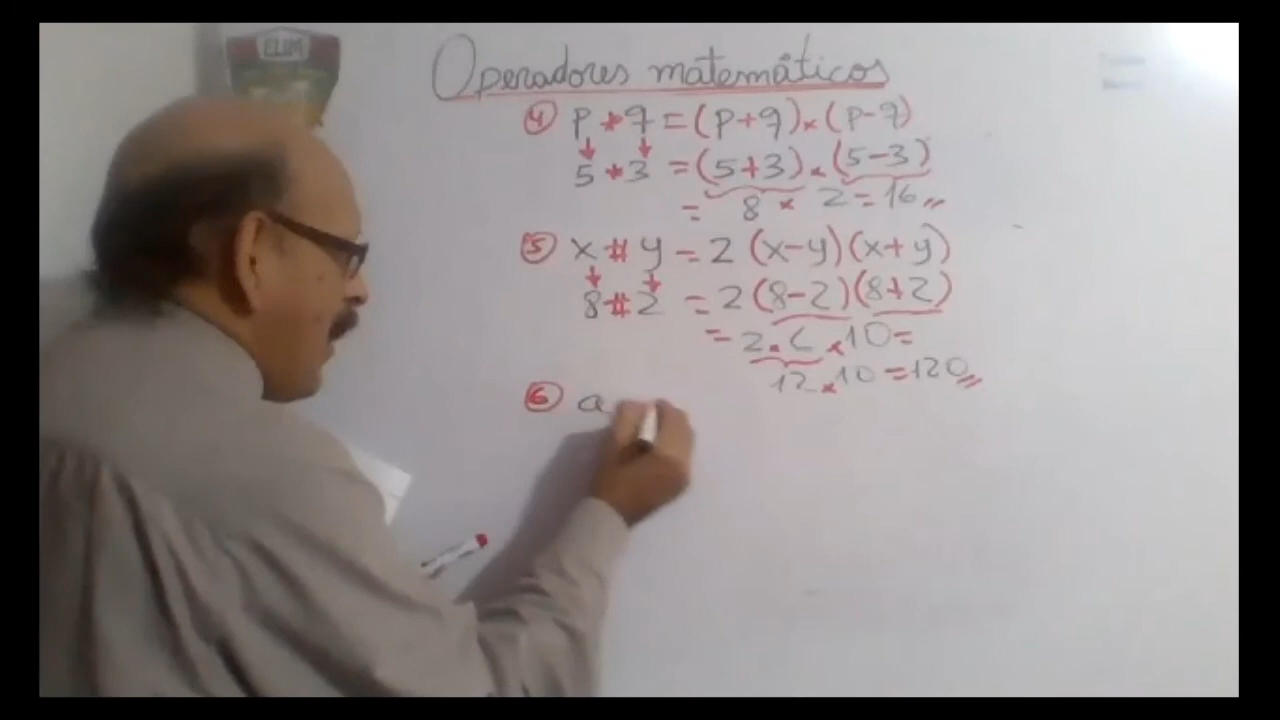 ELIM
Operadores matemáticos
4 p * q = (p+q) × (p-q)
5 * 3 = (5+3) × (5-3)
= 8 × 2 = 16
5 x # y = 2 (x-y)(x+y)
8 # 2 = 2 (8-2)(8+2)
= 2 . 6 × 10 =
12 × 10 = 120
6 a